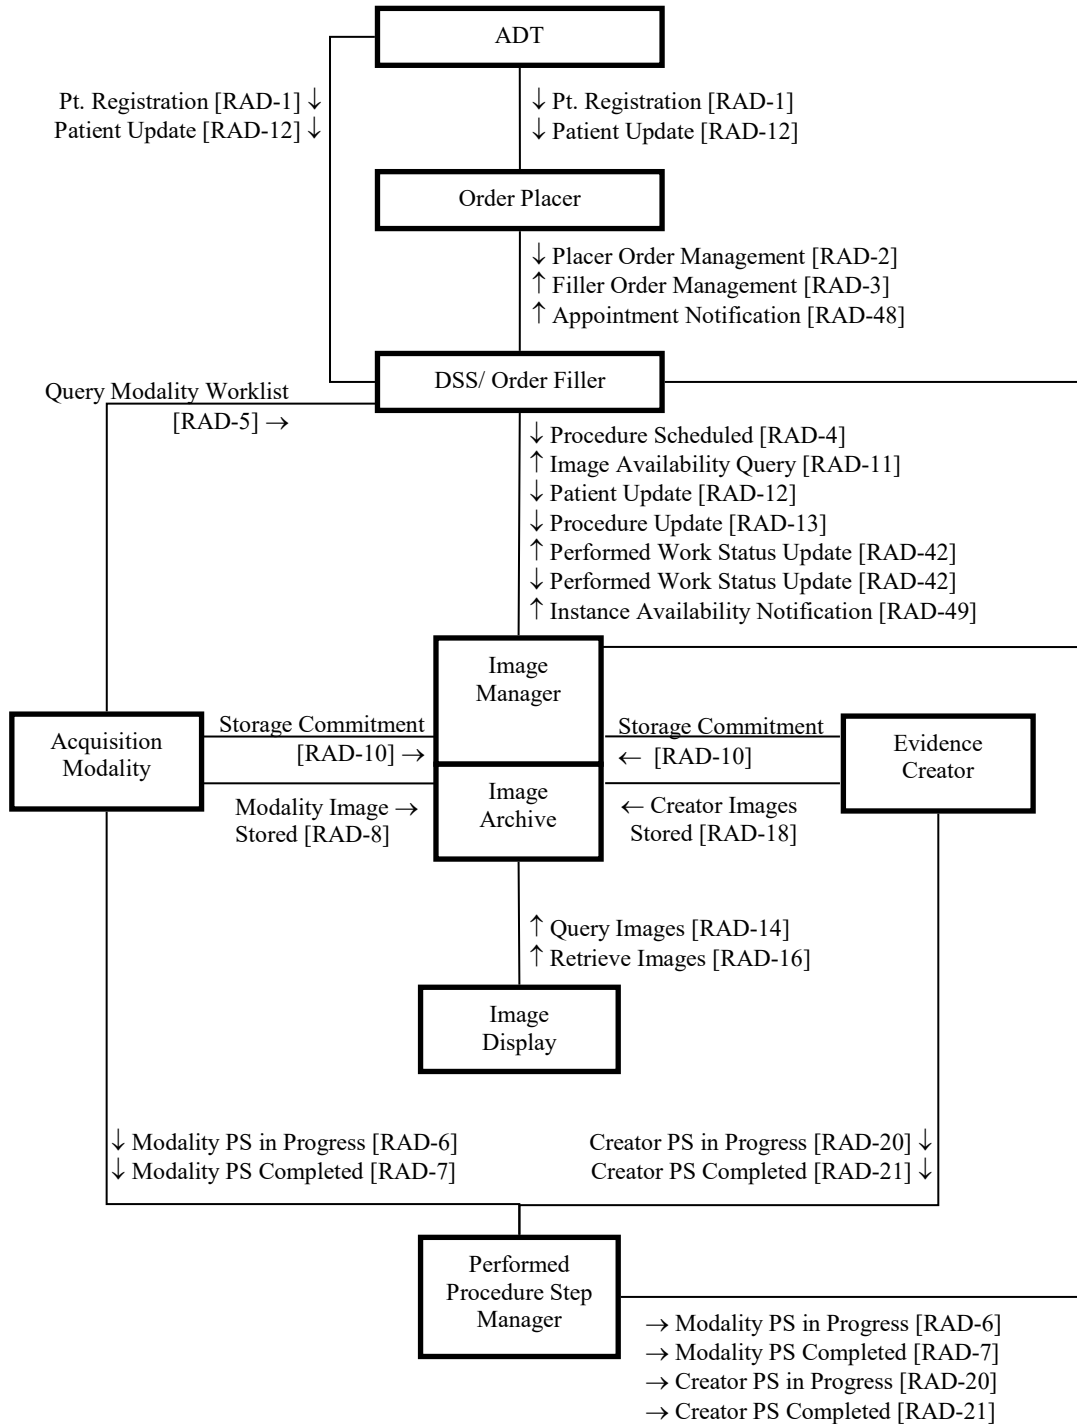 ADT
Pt. Registration [RAD-1] ↓
Patient Update [RAD-12] ↓
↓ Pt. Registration [RAD-1]
↓ Patient Update [RAD-12]
Order Placer
↓ Placer Order Management [RAD-2]
↑ Filler Order Management [RAD-3]
↑ Appointment Notification [RAD-48]
DSS/ Order Filler
Query Modality Worklist
[RAD-5] →
↓ Procedure Scheduled [RAD-4]
↑ Image Availability Query [RAD-11]
↓ Patient Update [RAD-12]
↓ Procedure Update [RAD-13]
↑ Performed Work Status Update [RAD-42]
↓ Performed Work Status Update [RAD-42]
↑ Instance Availability Notification [RAD-49]
Image
Manager
Acquisition
Modality
Storage Commitment
[RAD-10] →
Storage Commitment
← [RAD-10]
Evidence
Creator
Modality Image →
Stored [RAD-8]
Image
Archive
← Creator Images
Stored [RAD-18]
↑ Query Images [RAD-14]
↑ Retrieve Images [RAD-16]
Image
Display
↓ Modality PS in Progress [RAD-6]
↓ Modality PS Completed [RAD-7]
Creator PS in Progress [RAD-20] ↓
Creator PS Completed [RAD-21] ↓
Performed
Procedure Step
Manager
→ Modality PS in Progress [RAD-6]
→ Modality PS Completed [RAD-7]
→ Creator PS in Progress [RAD-20]
→ Creator PS Completed [RAD-21]